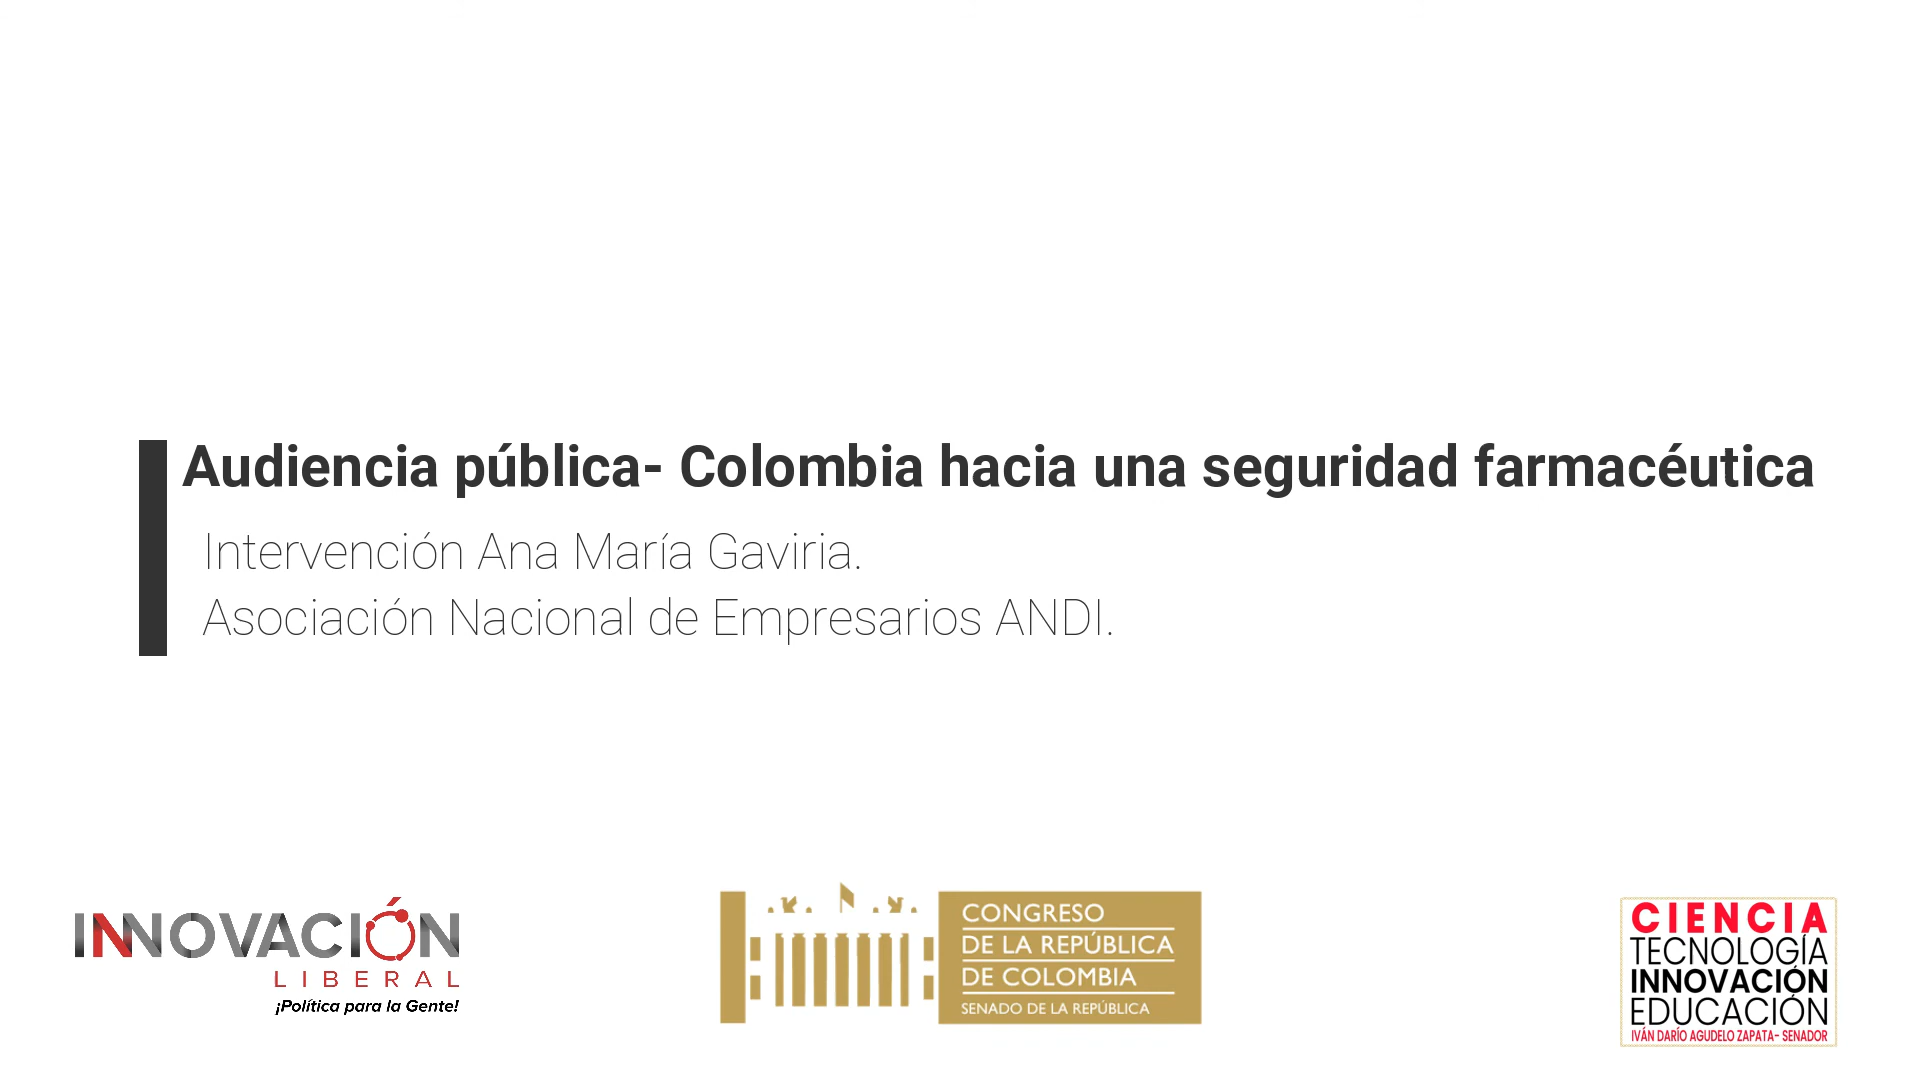 Audiencia pública- Colombia hacia una seguridad farmacéutica
Intervención Ana María Gaviria.
Asociación Nacional de Empresarios ANDI.
INNOVACIÓN
LIBERAL
¡Política para la Gente!
CONGRESO
DE LA REPÚBLICA
DE COLOMBIA
SENADO DE LA REPÚBLICA
CIENCIA
TECNOLOGÍA
INNOVACIÓN
EDUCACIÓN
IVÁN DARÍO AGUDELO ZAPATA- SENADOR